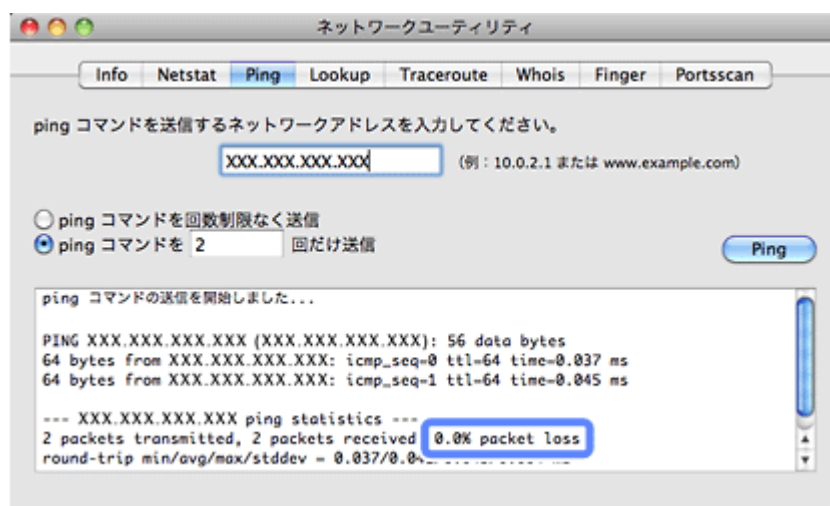 ネットワークユーティリティ
Info Netstat Ping Lookup Traceroute Whois Finger Portsscan
ping コマンドを送信するネットワークアドレスを入力してください。
XXX.XXX.XXX.XXX (例：10.0.2.1 または www.example.com)
ping コマンドを回数制限なく送信
ping コマンドを 2 回だけ送信
Ping
ping コマンドの送信を開始しました...
PING XXX.XXX.XXX.XXX (XXX.XXX.XXX.XXX): 56 data bytes
64 bytes from XXX.XXX.XXX.XXX: icmp_seq=0 ttl=64 time=0.037 ms
64 bytes from XXX.XXX.XXX.XXX: icmp_seq=1 ttl=64 time=0.045 ms
--- XXX.XXX.XXX.XXX ping statistics ---
2 packets transmitted, 2 packets received 0.0% packet loss
round-trip min/avg/max/stddev = 0.037/